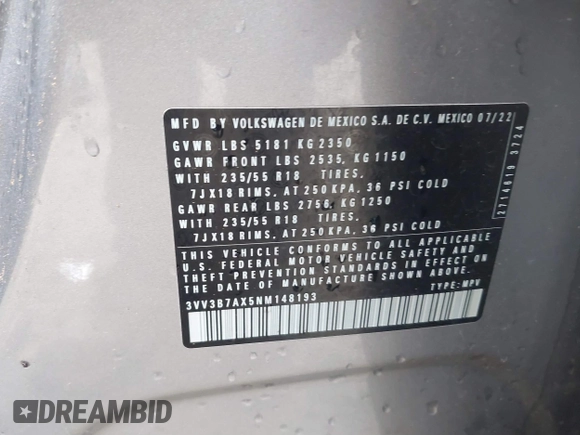 MFD BY VOLKSWAGEN DE MEXICO S.A. DE C.V. MEXICO 07/22
GVWR LBS 5181 KG 2350
GAWR FRONT LBS 2535, KG 1150
WITH 235/55 R18 TIRES,
7JX18 RIMS, AT 250 KPA, 36 PSI COLD
GAWR REAR LBS 2756, KG 1250
WITH 235/55 R18 TIRES,
7JX18 RIMS, AT 250 KPA, 36 PSI COLD
THIS VEHICLE CONFORMS TO ALL APPLICABLE
U.S. FEDERAL MOTOR VEHICLE SAFETY AND
THEFT PREVENTION STANDARDS IN EFFECT ON
THE DATE OF MANUFACTURE SHOWN ABOVE
3VV3B7AX5NM148193 TYPE: MPV
27114619 3724
DREAMBID